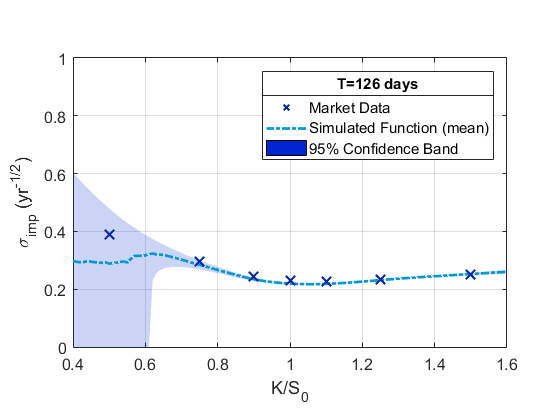 T=126 days
Market Data
Simulated Function (mean)
95% Confidence Band
1
0.8
0.6
0.4
0.2
0
σimp (yr-1/2)
0.4 0.6 0.8 1 1.2 1.4 1.6
K/S0